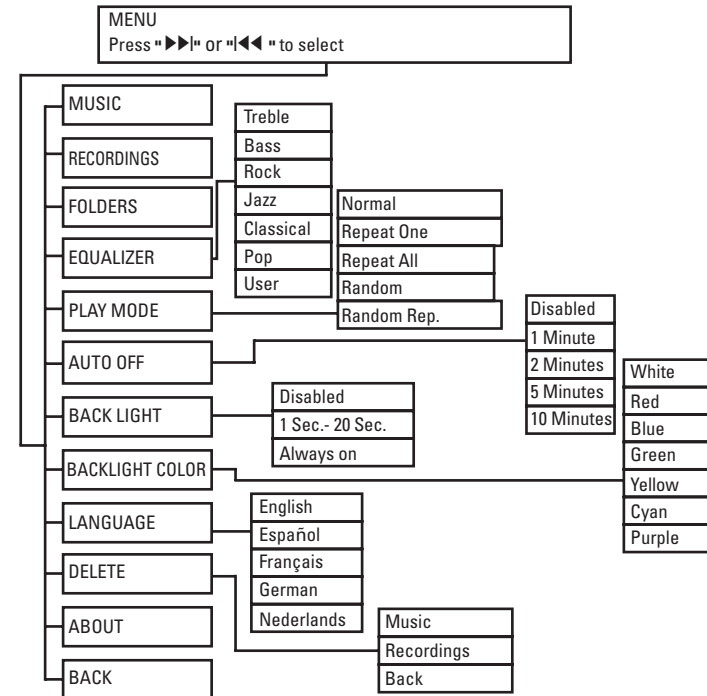 MENU
Press "▶▶|" or "|◀◀ " to select
MUSIC
RECORDINGS
FOLDERS
EQUALIZER
PLAY MODE
AUTO OFF
BACK LIGHT
BACKLIGHT COLOR
LANGUAGE
DELETE
ABOUT
BACK
Treble
Bass
Rock
Jazz
Classical
Pop
User
Normal
Repeat One
Repeat All
Random
Random Rep.
Disabled
1 Minute
2 Minutes
5 Minutes
10 Minutes
Disabled
1 Sec.- 20 Sec.
Always on
White
Red
Blue
Green
Yellow
Cyan
Purple
English
Español
Français
German
Nederlands
Music
Recordings
Back